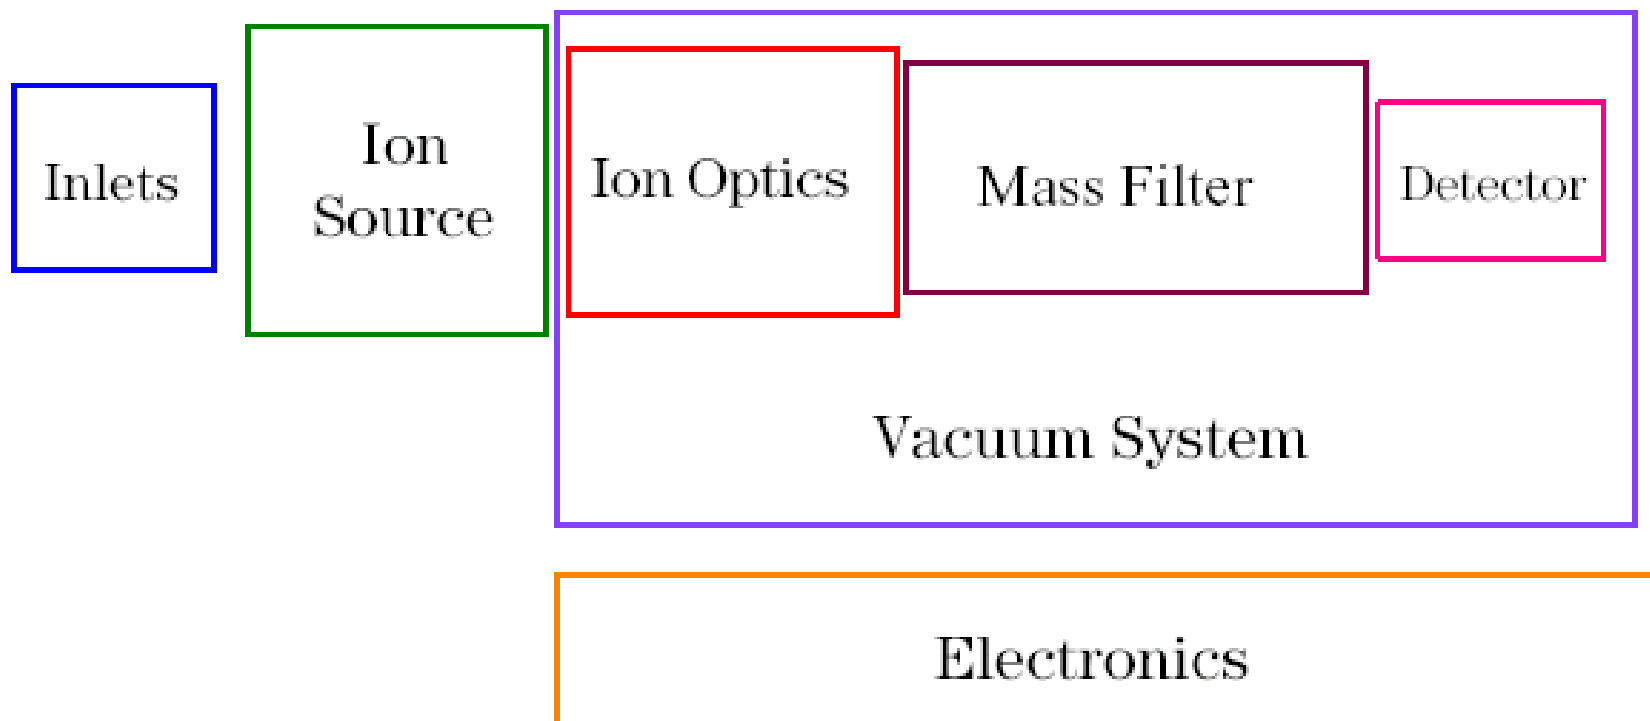 Inlets
Ion
Source
Ion Optics
Mass Filter
Detector
Vacuum System
Electronics